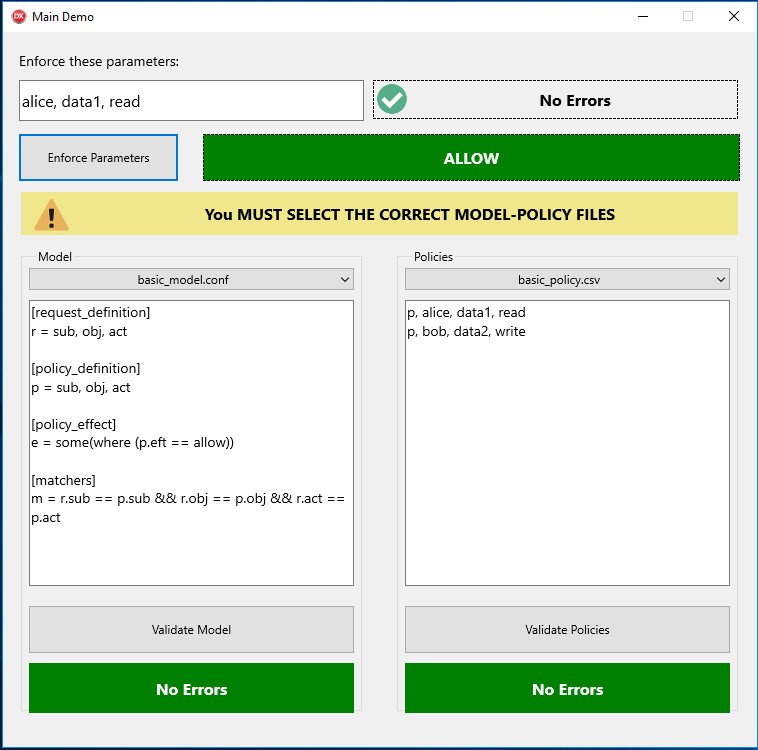 DX Main Demo
Enforce these parameters:
alice, data1, read
No Errors
Enforce Parameters
ALLOW
You MUST SELECT THE CORRECT MODEL-POLICY FILES
Model
basic_model.conf
[request_definition]
r = sub, obj, act
[policy_definition]
p = sub, obj, act
[policy_effect]
e = some(where (p.eft == allow))
[matchers]
m = r.sub == p.sub && r.obj == p.obj && r.act ==
p.act
Validate Model
No Errors
Policies
basic_policy.csv
p, alice, data1, read
p, bob, data2, write
Validate Policies
No Errors